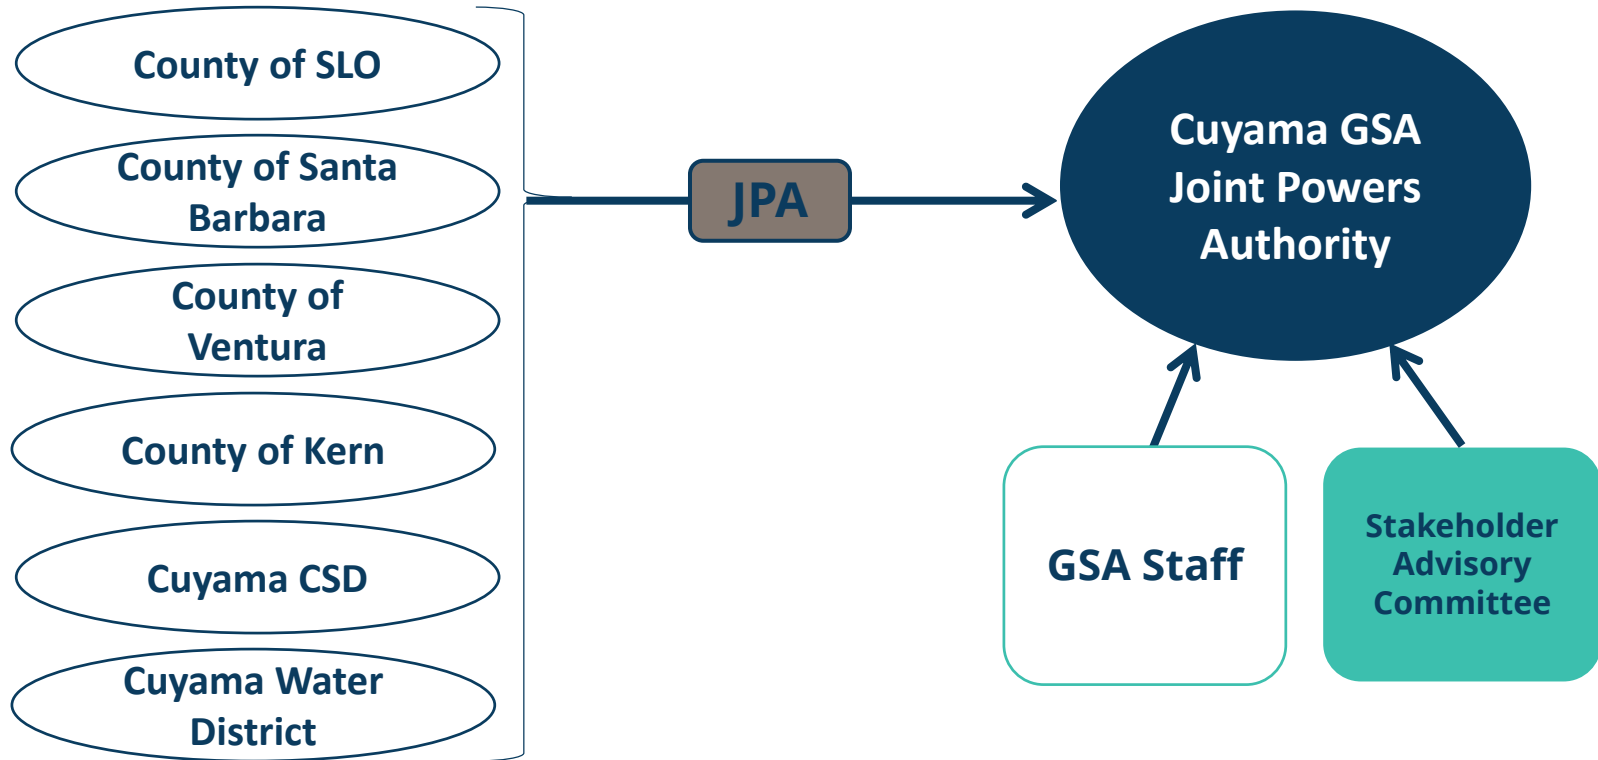 County of SLO
County of Santa
Barbara
County of
Ventura
County of Kern
Cuyama CSD
Cuyama Water
District
JPA
Cuyama GSA
Joint Powers
Authority
GSA Staff
Stakeholder
Advisory
Committee